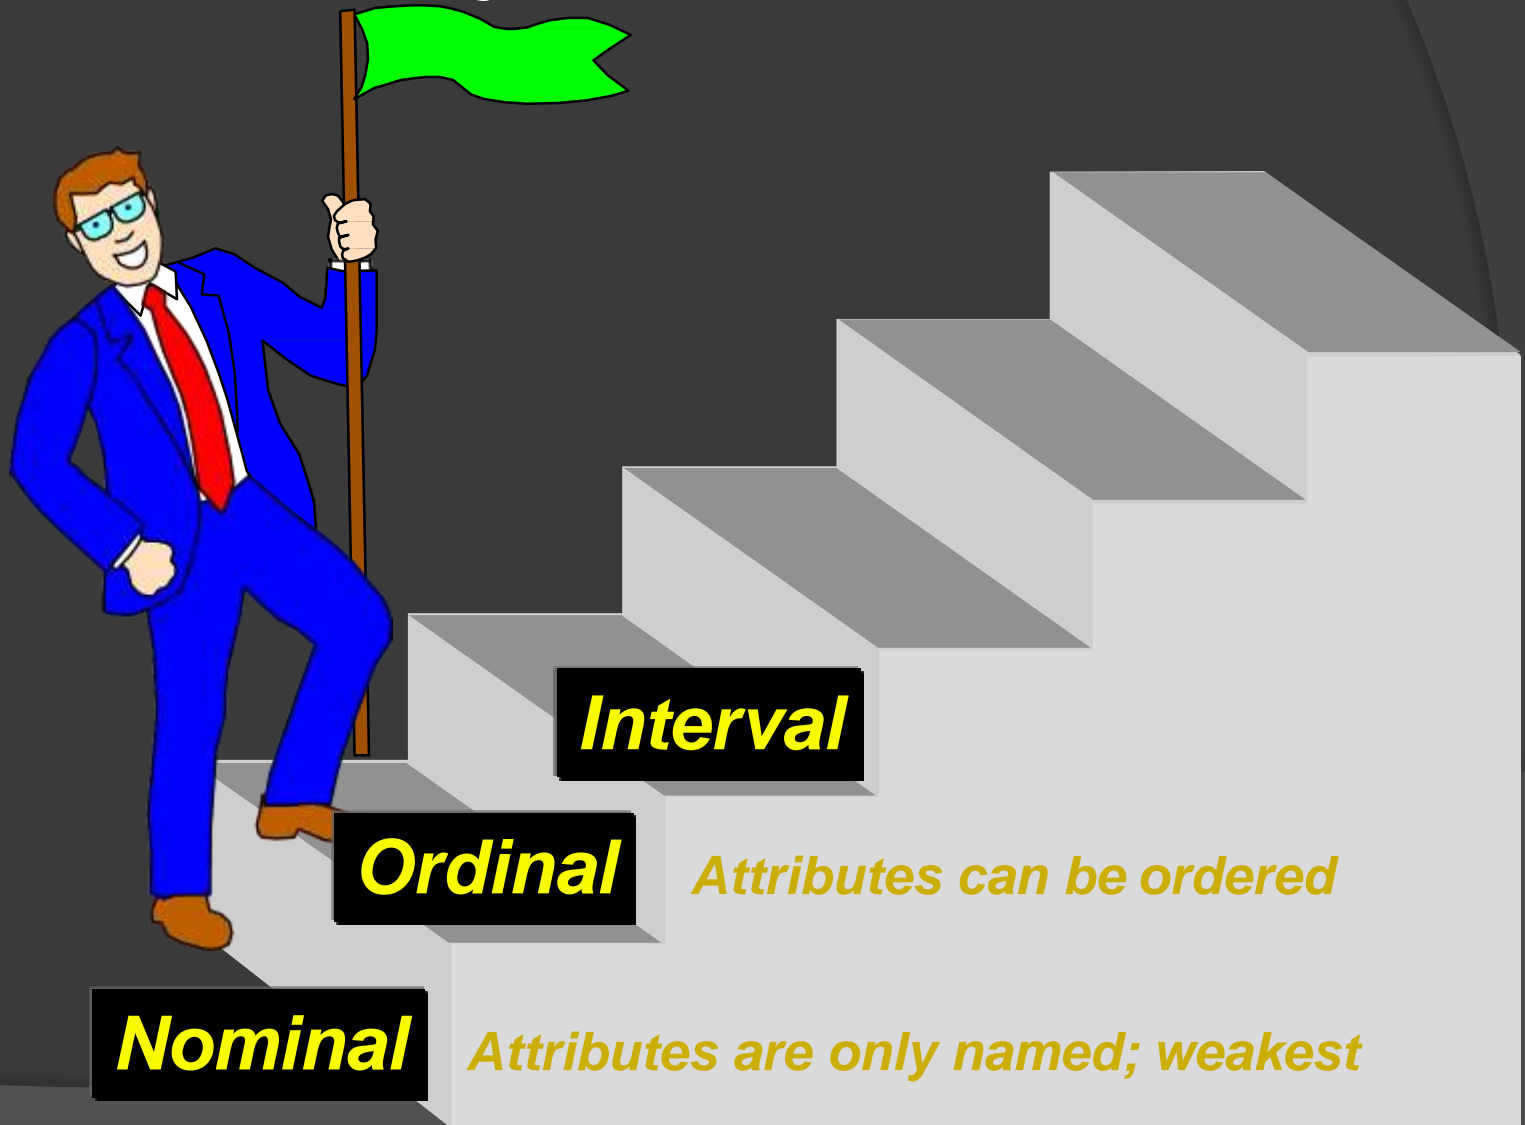 Interval
Ordinal Attributes can be ordered
Nominal Attributes are only named; weakest